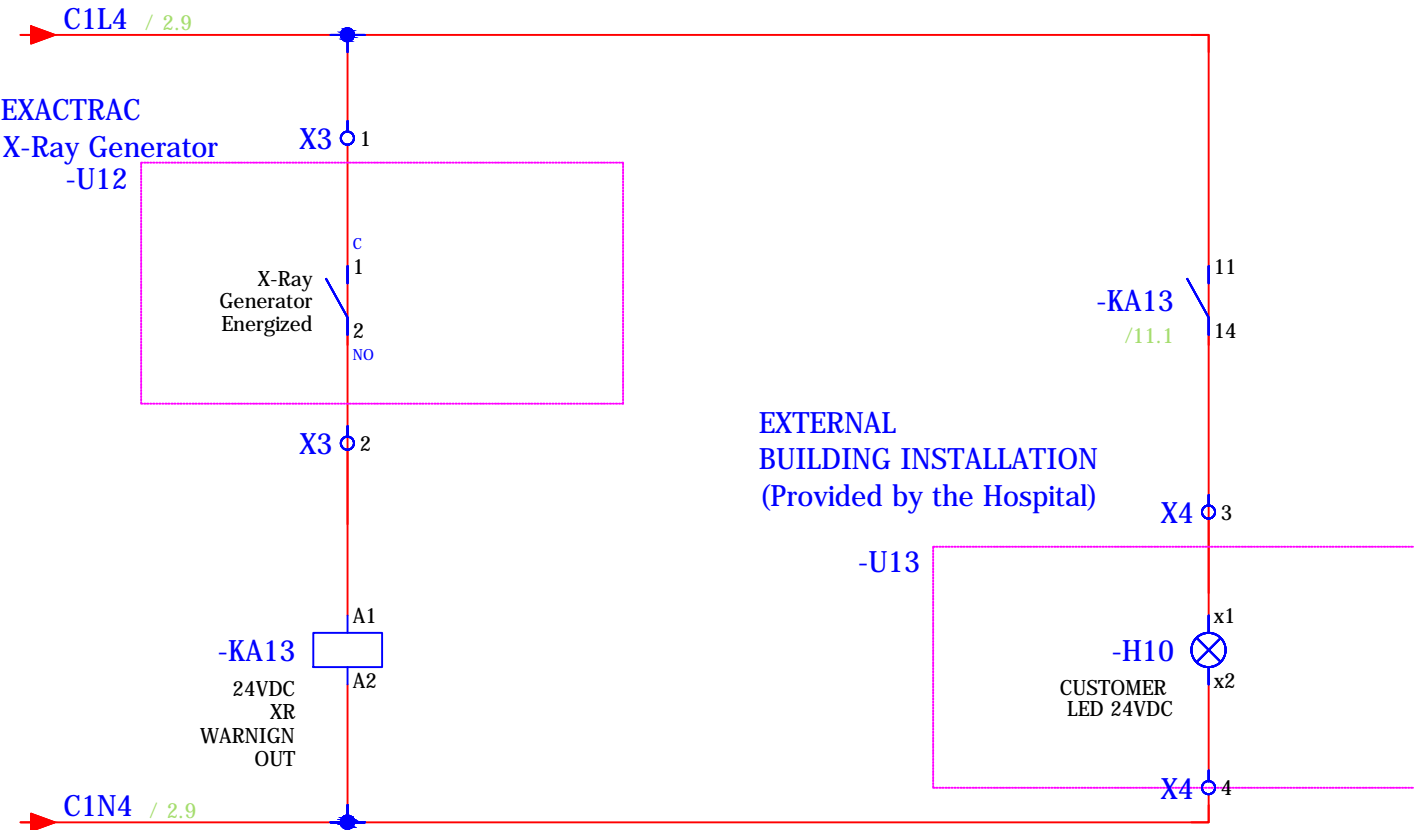 C1L4 / 2.9
EXACTRAC
X-Ray Generator
-U12
X3 1
C
1
X-Ray
Generator
Energized
2
NO
X3 2
-KA13
A1
A2
24VDC
XR
WARNIGN
OUT
11
-KA13
/11.1
14
EXTERNAL
BUILDING INSTALLATION
(Provided by the Hospital)
X4 3
-U13
x1
-H10
x2
CUSTOMER
LED 24VDC
X4 4
C1N4 / 2.9